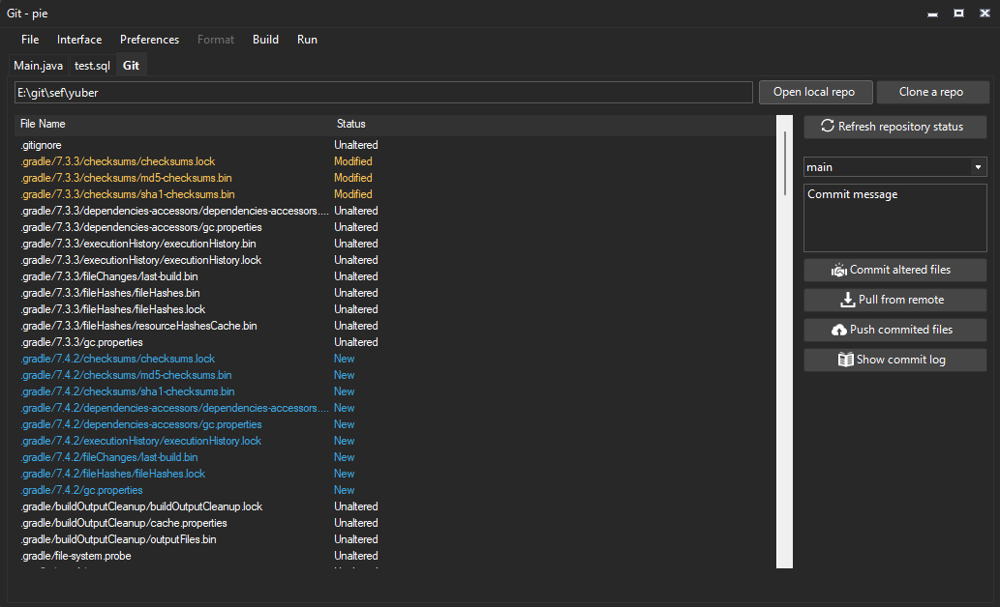 Git - pie
File Interface Preferences Format Build Run
Main.java test.sql Git
E:\git\sef\yuber Open local repo Clone a repo
File Name Status
.gitignore Unaltered
.gradle/7.3.3/checksums/checksums.lock Modified
.gradle/7.3.3/checksums/md5-checksums.bin Modified
.gradle/7.3.3/checksums/sha1-checksums.bin Modified
.gradle/7.3.3/dependencies-accessors/dependencies-accessors.... Unaltered
.gradle/7.3.3/dependencies-accessors/gc.properties Unaltered
.gradle/7.3.3/executionHistory/executionHistory.bin Unaltered
.gradle/7.3.3/executionHistory/executionHistory.lock Unaltered
.gradle/7.3.3/fileChanges/last-build.bin Unaltered
.gradle/7.3.3/fileHashes/fileHashes.bin Unaltered
.gradle/7.3.3/fileHashes/fileHashes.lock Unaltered
.gradle/7.3.3/fileHashes/resourceHashesCache.bin Unaltered
.gradle/7.3.3/gc.properties Unaltered
.gradle/7.4.2/checksums/checksums.lock New
.gradle/7.4.2/checksums/md5-checksums.bin New
.gradle/7.4.2/checksums/sha1-checksums.bin New
.gradle/7.4.2/dependencies-accessors/dependencies-accessors.... New
.gradle/7.4.2/dependencies-accessors/gc.properties New
.gradle/7.4.2/executionHistory/executionHistory.lock New
.gradle/7.4.2/fileChanges/last-build.bin New
.gradle/7.4.2/fileHashes/fileHashes.lock New
.gradle/7.4.2/gc.properties New
.gradle/buildOutputCleanup/buildOutputCleanup.lock Unaltered
.gradle/buildOutputCleanup/cache.properties Unaltered
.gradle/buildOutputCleanup/outputFiles.bin Unaltered
.gradle/file-system.probe Unaltered
Refresh repository status
main
Commit message
Commit altered files
Pull from remote
Push commited files
Show commit log